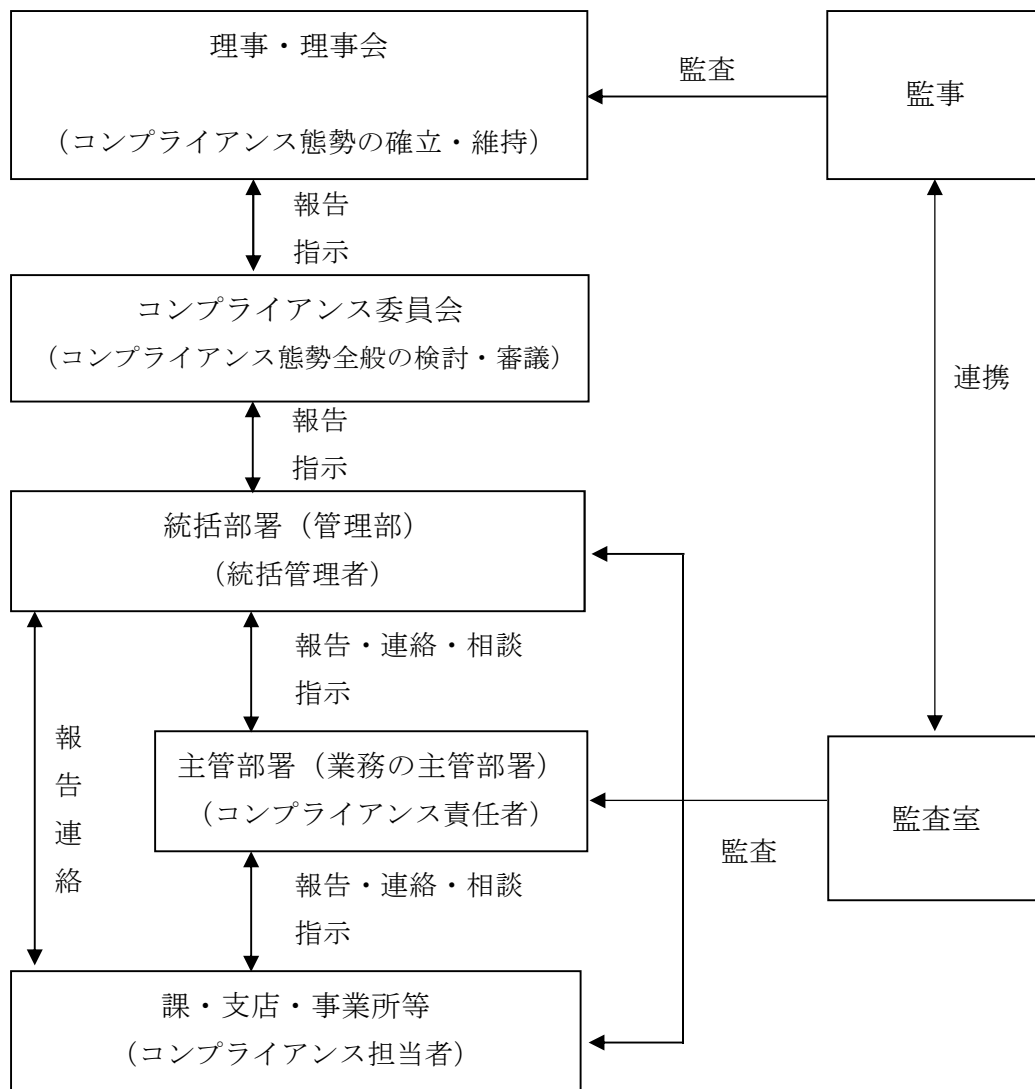 理事・理事会
(コンプライアンス態勢の確立・維持)
監査
監事
報告
指示
コンプライアンス委員会
(コンプライアンス態勢全般の検討・審議)
連携
報告
指示
統括部署(管理部)
(統括管理者)
報告・連絡・相談
指示
報告連絡
主管部署(業務の主管部署)
(コンプライアンス責任者)
監査
監査室
報告・連絡・相談
指示
課・支店・事業所等
(コンプライアンス担当者)